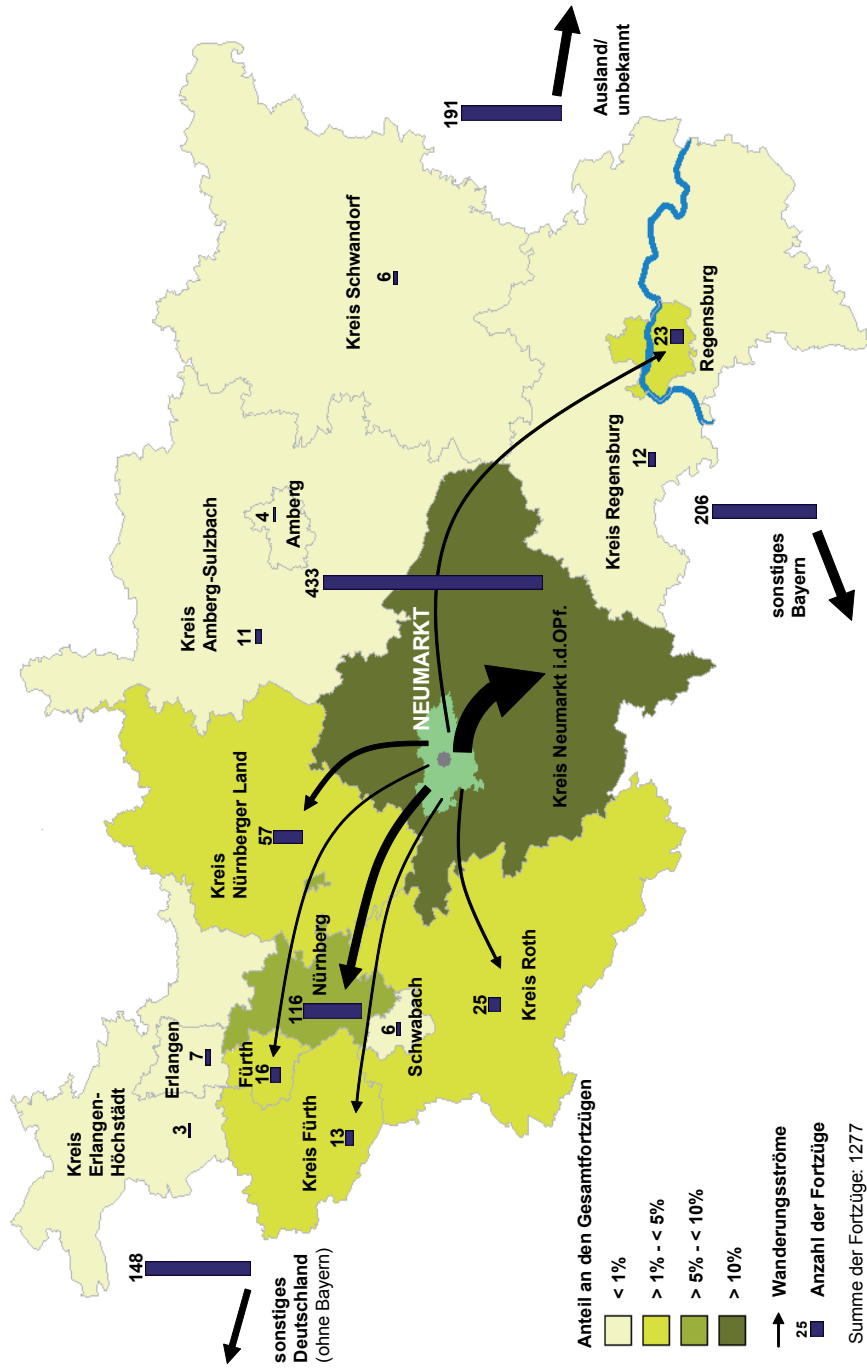 Kreis
Erlangen-
Höchstädt
3
Erlangen
7
148
sonstiges
Deutschland
(ohne Bayern)
Fürth
16
Kreis Fürth
13
Nürnberg
116
Schwabach
6
Kreis
Nürnberger Land
57
Kreis Roth
25
Kreis
Amberg-Sulzbach
11
4
Amberg
433
NEUMARKT
Kreis Neumarkt i.d.OPf.
Kreis Schwandorf
6
Kreis Regensburg
12
23
Regensburg
191
Ausland/
unbekannt
206
sonstiges
Bayern
Anteil an den Gesamtfortzügen
< 1%
> 1% - < 5%
> 5% - < 10%
> 10%
Wanderungsströme
25 Anzahl der Fortzüge
Summe der Fortzüge: 1277